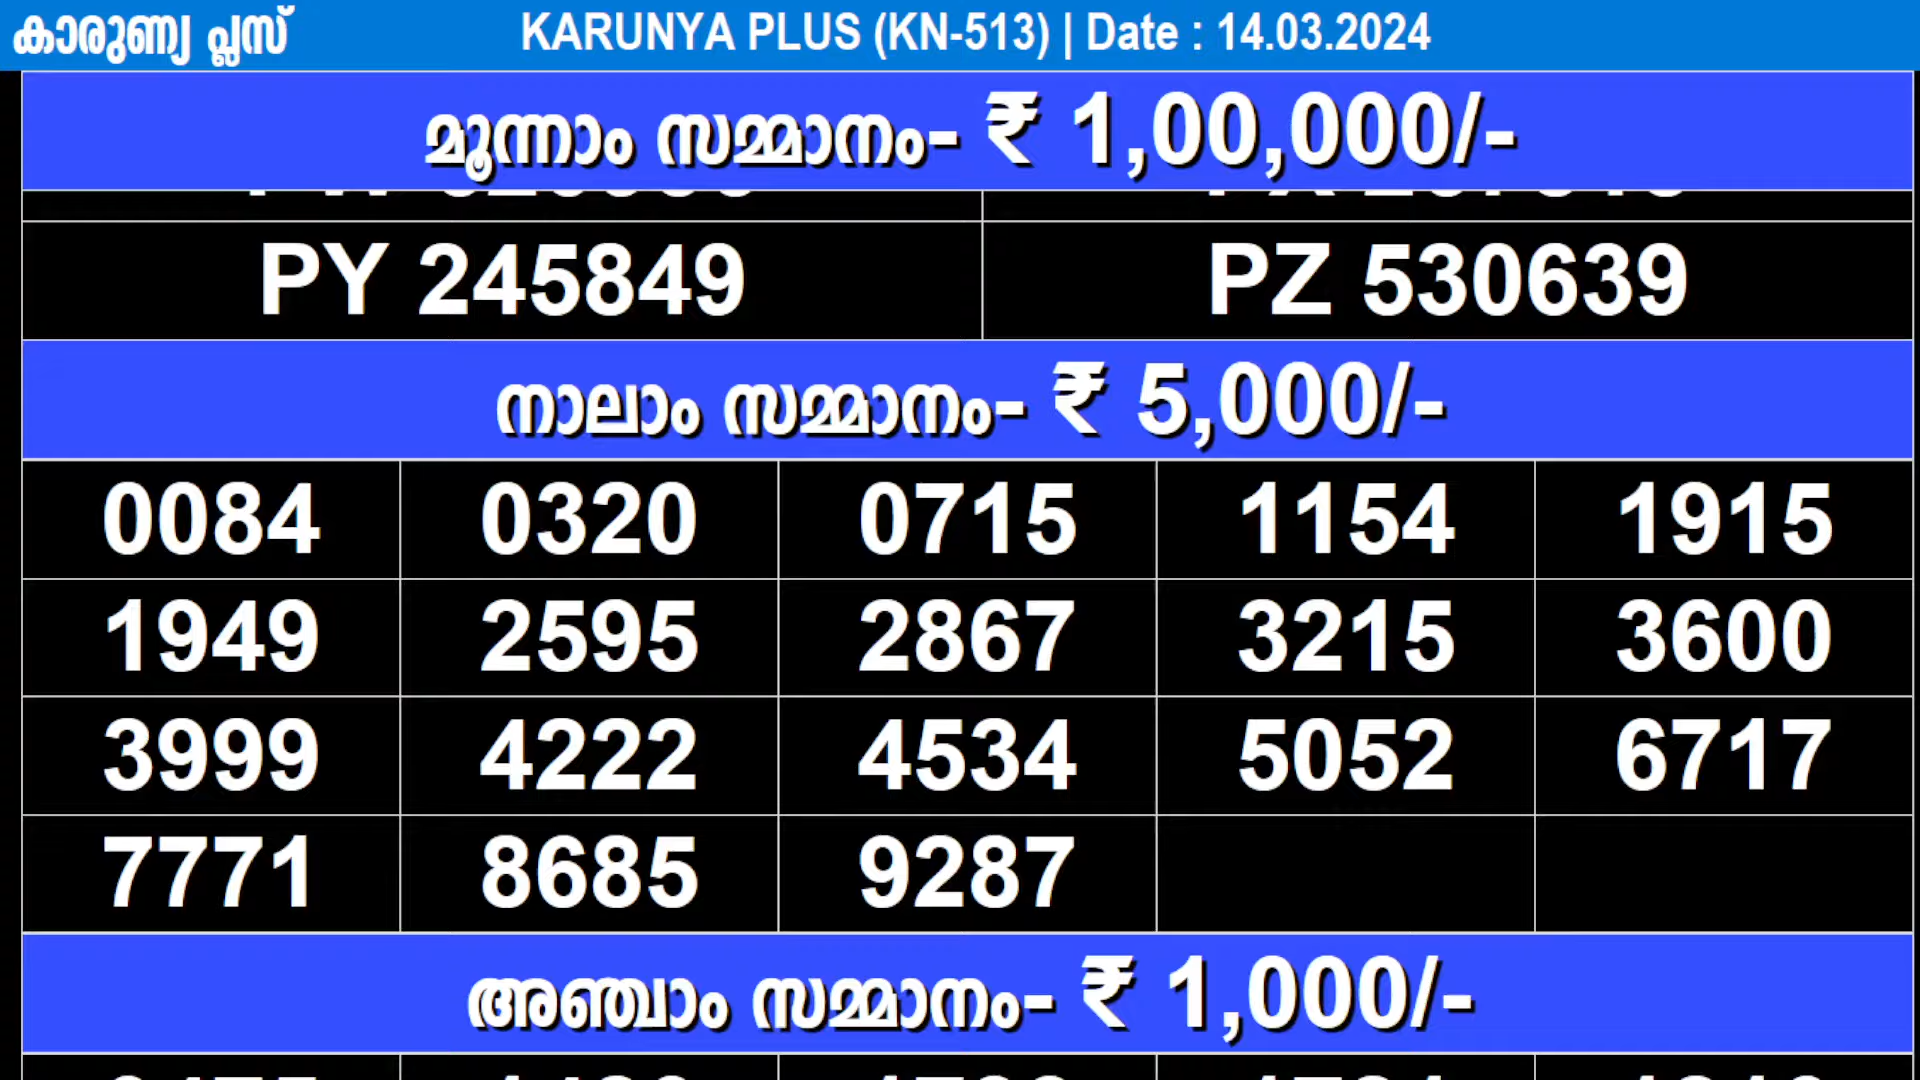 കാരുണ്യ പ്ലസ് KARUNYA PLUS (KN-513) | Date : 14.03.2024
മൂന്നാം സമ്മാനം- ₹ 1,00,000/-
PY 245849 PZ 530639
നാലാം സമ്മാനം- ₹ 5,000/-
0084 0320 0715 1154 1915
1949 2595 2867 3215 3600
3999 4222 4534 5052 6717
7771 8685 9287
അഞ്ചാം സമ്മാനം- ₹ 1,000/-